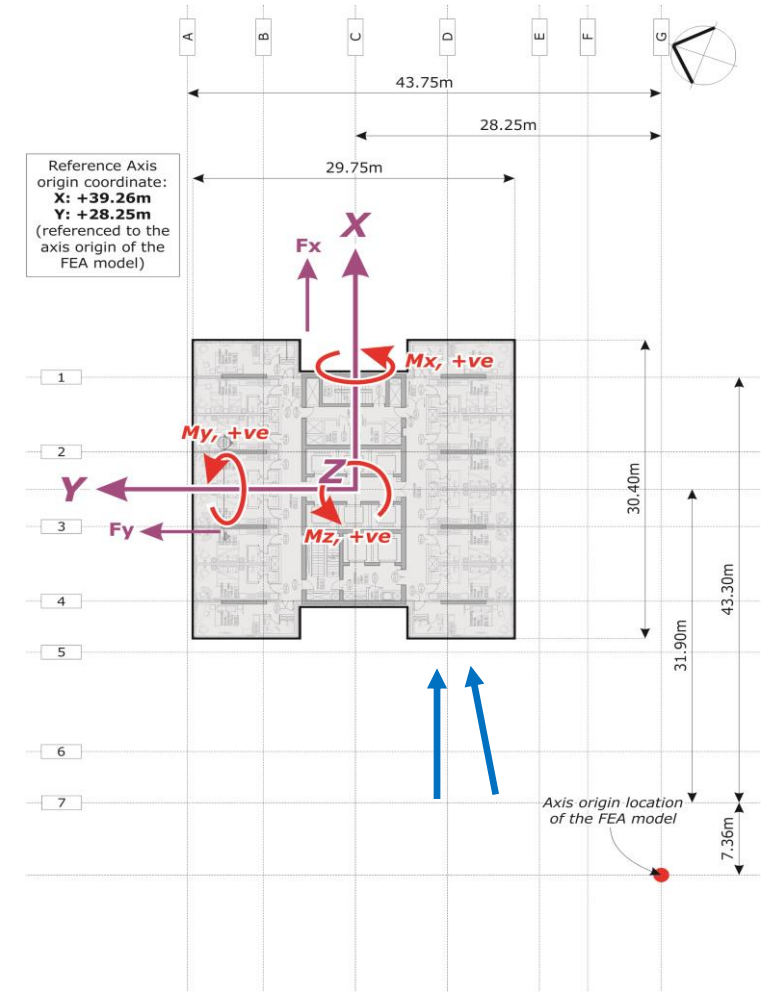 A
B
C
D
E
F
G
43.75m
28.25m
29.75m
Reference Axis
origin coordinate:
X: +39.26m
Y: +28.25m
(referenced to the
axis origin of the
FEA model)
X
Fx
1
Mx, +ve
My, +ve
2
Z
Y
3
Fy
Mz, +ve
30.40m
4
5
31.90m
43.30m
6
7
Axis origin location
of the FEA model
7.36m